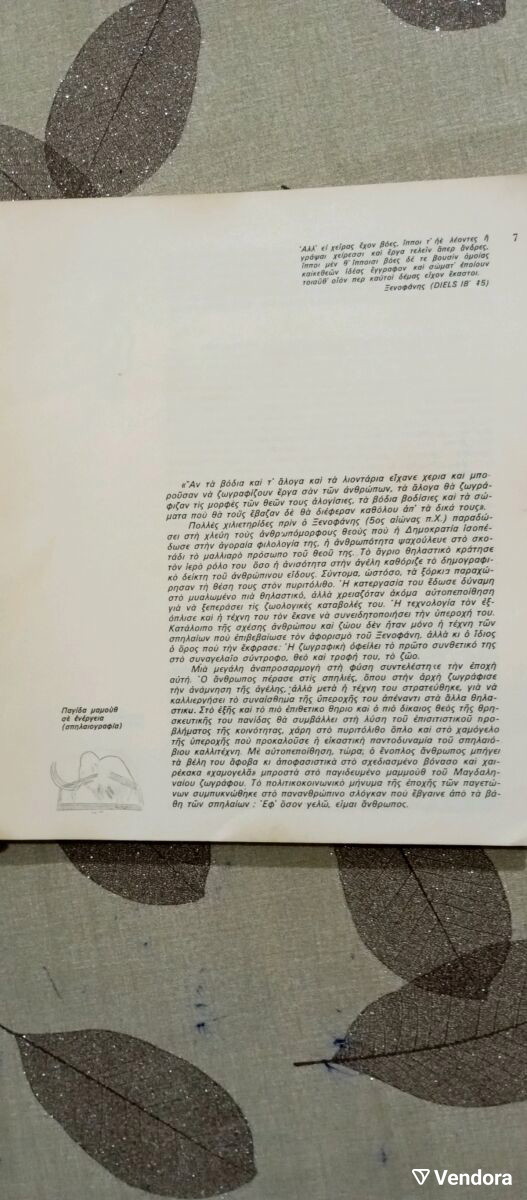 7
Ἀλλ' εἰ χεῖρας ἔχον βόες, ἵπποι τ' ἠὲ λέοντες ἢ
γράψαι χείρεσσι καὶ ἔργα τελεῖν ἅπερ ἄνδρες,
ἵπποι μέν θ' ἵπποισι βόες δέ τε βουσὶν ὁμοίας
καικεθεῶν ἰδέας ἔγραφον καὶ σώματ' ἐποίουν
τοιαῦθ' οἷόν περ καὐτοὶ δέμας εἶχον ἕκαστοι.
Ξενοφάνης (DIELS IB' 15)
«Ἂν τὰ βόδια καὶ τ' ἄλογα καὶ τὰ λιοντάρια εἴχανε χερια καὶ μπο-
ροῦσαν νὰ ζωγραφίζουν ἔργα σὰν τῶν ἀνθρώπων, τὰ ἄλογα θὰ ζωγρά-
φιζαν τὶς μορφὲς τῶν θεῶν τους ἀλογίσιες, τὰ βόδια βοδίσιες καὶ τὰ σώ-
ματα ποὺ θὰ τοὺς ἔβαζαν δὲ θὰ διέφεραν καθόλου ἀπ' τὰ δικά τους».
Πολλὲς χιλιετηρίδες πρὶν ὁ Ξενοφάνης (5ος αἰώνας π.Χ.) παραδώ-
σει στὴ χλεύη τοὺς ἀνθρωπόμορφους θεοὺς ποὺ ἡ Δημοκρατία ἰσοπέ-
δωσε στὴν ἀγοραία φιλολογία της, ἡ ἀνθρωπότητα ψαχούλευε στὸ σκο-
τάδι τὸ μαλλιαρὸ πρόσωπο τοῦ θεοῦ της. Τὸ ἄγριο θηλαστικὸ κράτησε
τὸν ἱερὸ ρόλο του ὅσο ἡ ἀνισότητα στὴν ἀγέλη καθόριζε τὸ δημογραφι-
κὸ δείκτη τοῦ ἀνθρώπινου εἴδους. Σύντομα, ὡστόσο, τὰ ξόρκια παραχώ-
ρησαν τὴ θέση τους στὸν πυριτόλιθο. Ἡ κατεργασία του ἔδωσε δύναμη
στὸ μυαλωμένο πιὰ θηλαστικό, ἀλλὰ χρειαζόταν ἀκόμα αὐτοπεποίθηση
γιὰ νὰ ξεπεράσει τὶς ζωολογικὲς καταβολές του. Ἡ τεχνολογία τὸν ἐξ-
όπλισε καὶ ἡ τέχνη του τὸν ἔκανε νὰ συνειδητοποιήσει τὴν ὑπεροχή του.
Κατάλοιπο τῆς σχέσης ἀνθρώπου καὶ ζώου δὲν ἦταν μόνο ἡ τέχνη τῶν
σπηλαίων ποὺ ἐπιβεβαίωσε τὸν ἀφορισμὸ τοῦ Ξενοφάνη, ἀλλὰ κι ὁ ἴδιος
ὁ ὅρος ποὺ τὴν ἔκφρασε: Ἡ ζωγραφικὴ ὀφείλει τὸ πρῶτο συνθετικό της
στὸ συναγελαῖο σύντροφο, θεὸ καὶ τροφή του, τὸ ζῶο.
Μιὰ μεγάλη ἀναπροσαρμογὴ στὴ φύση συντελέστηκε τὴν ἐποχὴ
αὐτή. Ὁ ἄνθρωπος πέρασε στὶς σπηλιές, ὅπου στὴν ἀρχὴ ζωγράφισε
τὴν ἀνάμνηση τῆς ἀγέλης, ἀλλὰ μετὰ ἡ τέχνη του στρατεύθηκε, γιὰ νὰ
καλλιεργήσει τὸ συναίσθημα τῆς ὑπεροχῆς του ἀπέναντι στὰ ἄλλα θηλα-
στικά. Στὸ ἑξῆς καὶ τὸ πιὸ ἐπιθετικο θηριο καὶ ὁ πιὸ δίκαιος θεὸς τῆς θρη-
σκευτικῆς του πανίδας θὰ συμβάλλει στὴ λύση τοῦ ἐπισιτιστικοῦ προ-
βλήματος τῆς κοινότητας, χάρη στὸ πυριτόλιθο ὅπλο καὶ στὸ χαμόγελο
τῆς ὑπεροχῆς ποὺ προκαλοῦσε ἡ εἰκαστικὴ παντοδυναμία τοῦ σπηλαιό-
βιου καλλιτέχνη. Μὲ αὐτοπεποίθηση, τώρα, ὁ ἔνοπλος ἄνθρωπος μπήγει
τὰ βέλη του ἄφοβα κι ἀποφασιστικὰ στὸ σχεδιασμένο βόνασο καὶ χαι-
ρέκακα «χαμογελᾶ» μπροστὰ στὸ παγιδευμένο μαμμοὺθ τοῦ Μαγδαλη-
ναίου ζωγράφου. Τὸ πολιτικοκοινωνικὸ μήνυμα τῆς ἐποχῆς τῶν παγετώ-
νων συμπυκνώθηκε στὸ πανανθρώπινο σλόγκαν ποὺ ἔβγαινε ἀπὸ τὰ βά-
θη τῶν σπηλαίων : Ἐφ' ὅσον γελῶ, εἶμαι ἄνθρωπος.
Παγίδα μαμοὺθ
σὲ ἐνέργεια
(σπηλαιογραφία)
Vendora